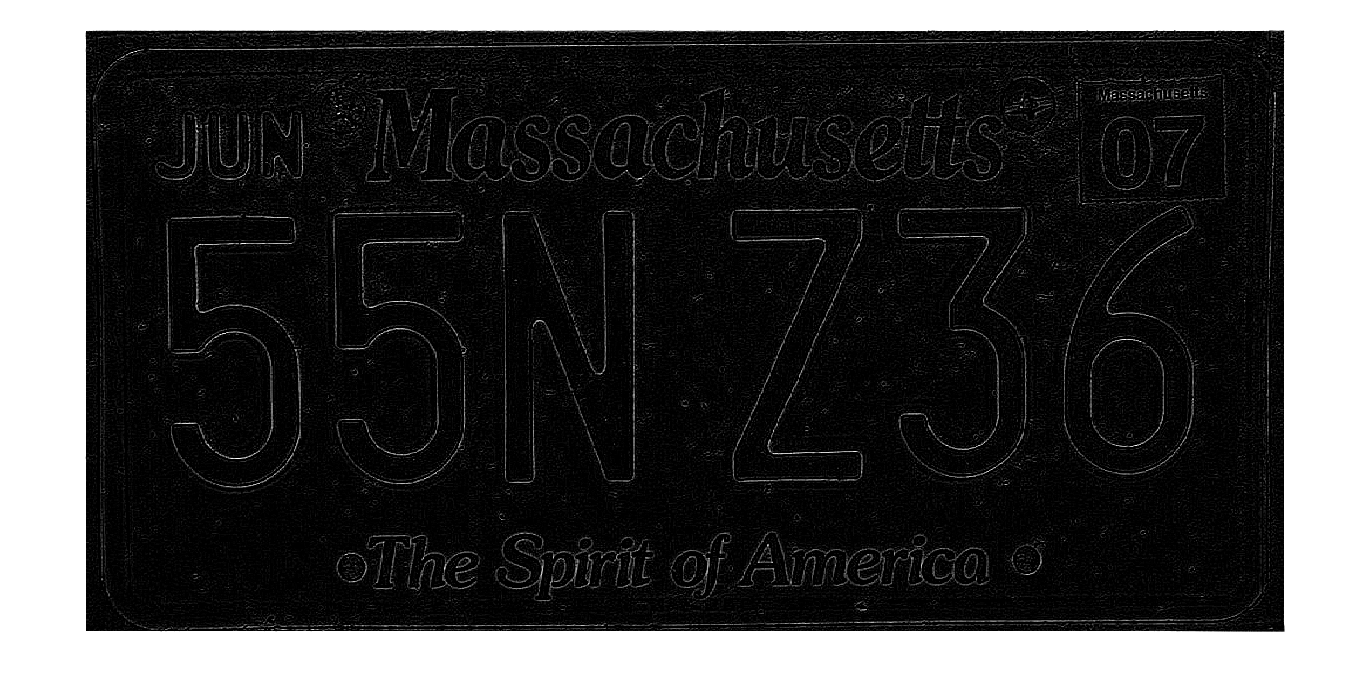 Massachusetts
JUN Massachusetts 07
55N Z36
The Spirit of America